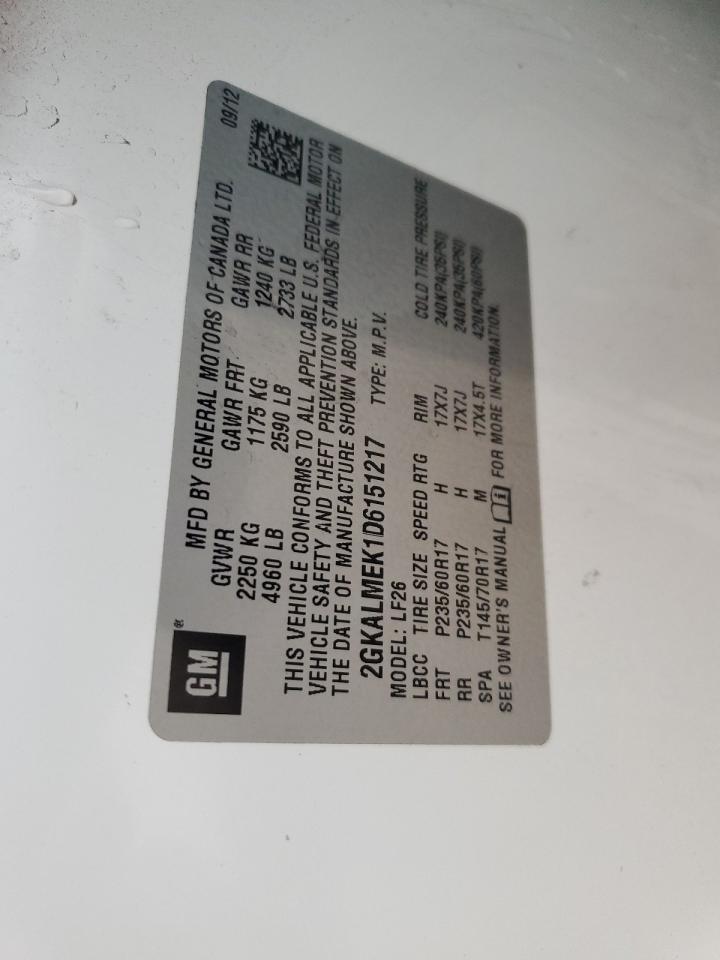 GM®
MFD BY GENERAL MOTORS OF CANADA LTD. 09/12
GVWR GAWR FRT GAWR RR
2250 KG 1175 KG 1240 KG
4960 LB 2590 LB 2733 LB
THIS VEHICLE CONFORMS TO ALL APPLICABLE U.S. FEDERAL MOTOR
VEHICLE SAFETY AND THEFT PREVENTION STANDARDS IN EFFECT ON
THE DATE OF MANUFACTURE SHOWN ABOVE.
2GKALMEK1D6151217 TYPE: M.P.V.
MODEL: LF26
LBCC TIRE SIZE SPEED RTG RIM COLD TIRE PRESSURE
FRT P235/60R17 H 17X7J 240KPA(35PSI)
RR P235/60R17 H 17X7J 240KPA(35PSI)
SPA T145/70R17 M 17X4.5T 420KPA(60PSI)
SEE OWNER'S MANUAL FOR MORE INFORMATION.